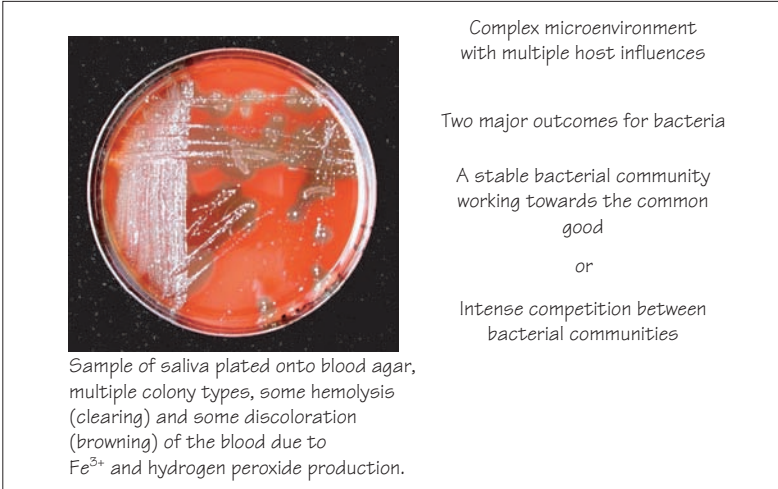 Complex microenvironment
with multiple host influences
Two major outcomes for bacteria
A stable bacterial community
working towards the common
good
or
Intense competition between
bacterial communities
Sample of saliva plated onto blood agar,
multiple colony types, some hemolysis
(clearing) and some discoloration
(browning) of the blood due to
Fe³⁺ and hydrogen peroxide production.